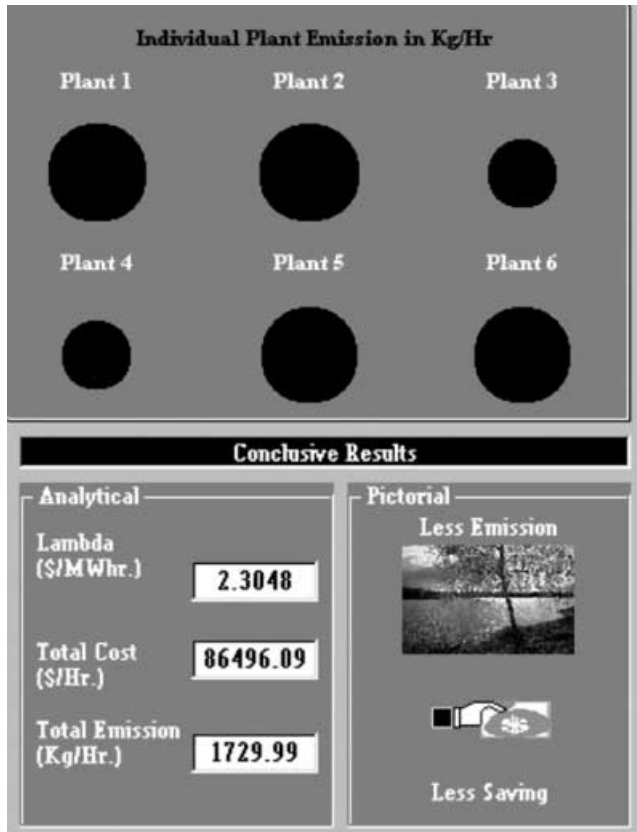 Individual Plant Emission in Kg/Hr
Plant 1 Plant 2 Plant 3
Plant 4 Plant 5 Plant 6
Conclusive Results
Analytical
Lambda
($/MWhr.)
2.3048
Total Cost
($/Hr.)
86496.09
Total Emission
(Kg/Hr.)
1729.99
Pictorial
Less Emission
Less Saving